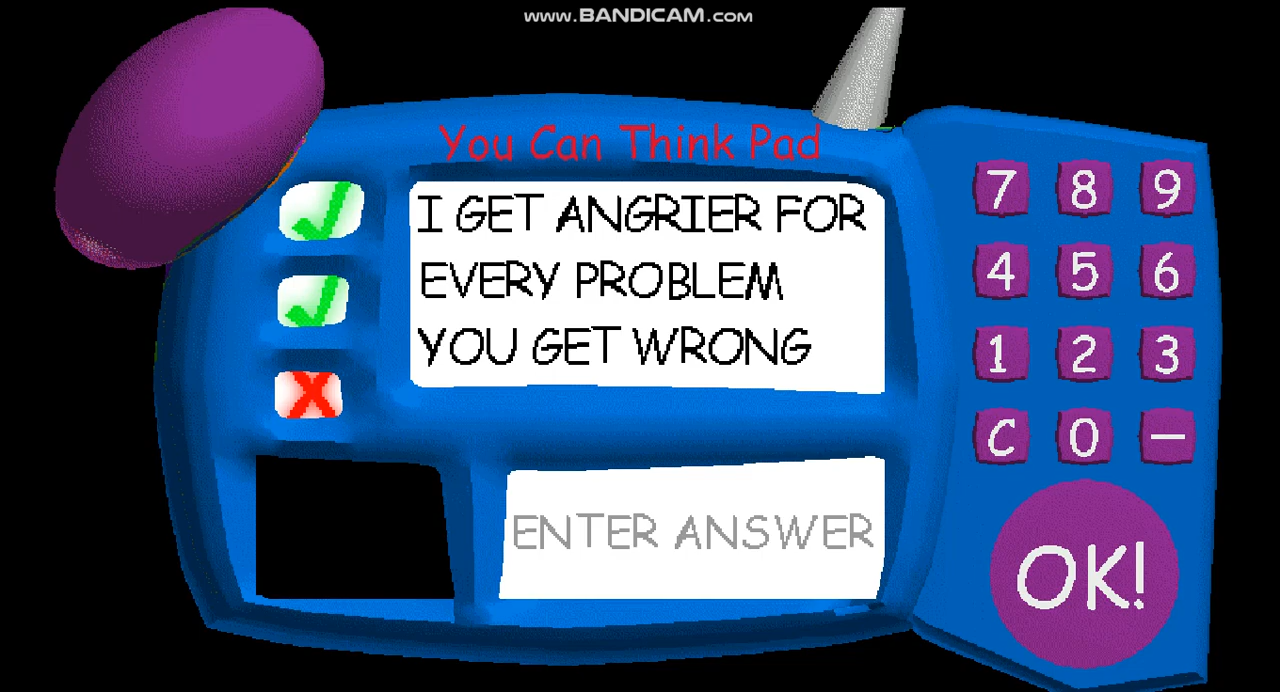 www.BANDICAM.com
You Can Think Pad
I GET ANGRIER FOR
EVERY PROBLEM
YOU GET WRONG
ENTER ANSWER
7 8 9
4 5 6
1 2 3
C 0 —
OK!